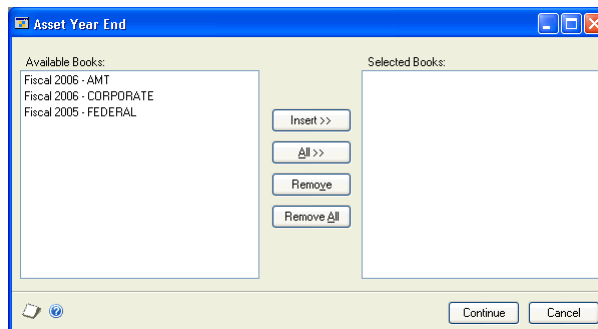 Asset Year End
Available Books:
Selected Books:
Fiscal 2006 - AMT
Fiscal 2006 - CORPORATE
Fiscal 2005 - FEDERAL
Insert >>
All >>
Remove
Remove All
Continue
Cancel